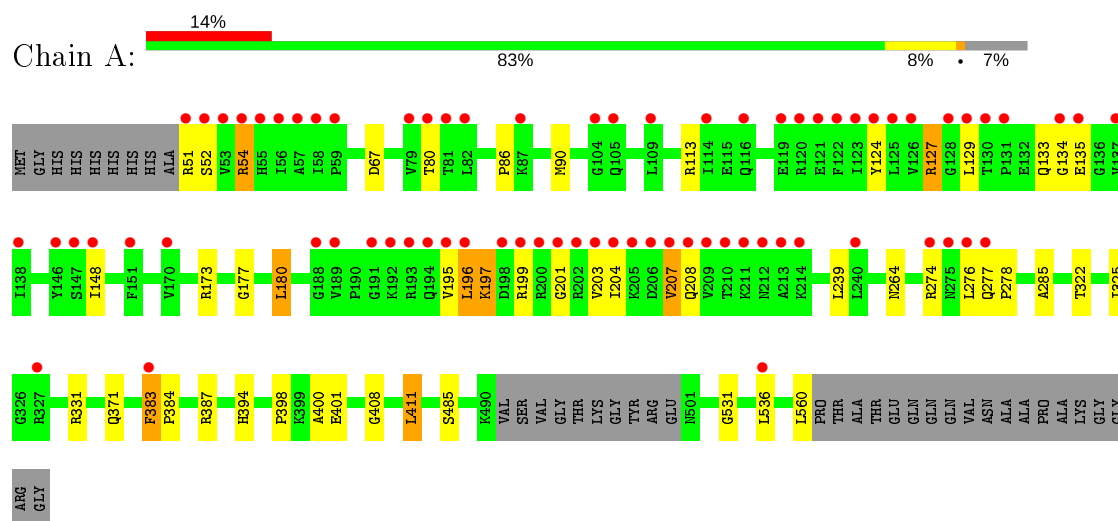 14%
Chain A:
83% 8% • 7%
MET GLY HIS HIS HIS HIS HIS HIS ALA R51 S52 V53 R54 H55 I56 A57 I58 P59 D67 V79 T80 T81 L82 P86 K87 M90 G104 Q105 L109 R113 I114 E115 Q116 E119 R120 E121 F122 I123 Y124 L125 V126 R127 G128 L129 T130 P131 E132 Q133 G134 E135 G136 V137
I138 Y146 S147 I148 F151 V170 R173 G177 L180 G188 V189 P190 G191 K192 R193 Q194 V195 L196 K197 D198 R199 R200 G201 R202 V203 I204 K205 D206 V207 Q208 V209 T210 K211 N212 A213 K214 L239 L240 N264 R274 N275 L276 Q277 P278 A285 T322 I325
G326 R327 R331 Q371 F383 P384 R387 H394 P398 K399 A400 E401 G408 L411 S485 K490 VAL SER VAL GLY THR LYS GLY TYR ARG GLU N501 G531 L536 L560 PRO THR ALA THR GLU GLN GLN GLN VAL ASN ALA ALA PRO ALA LYS GLY GLY
ARG GLY